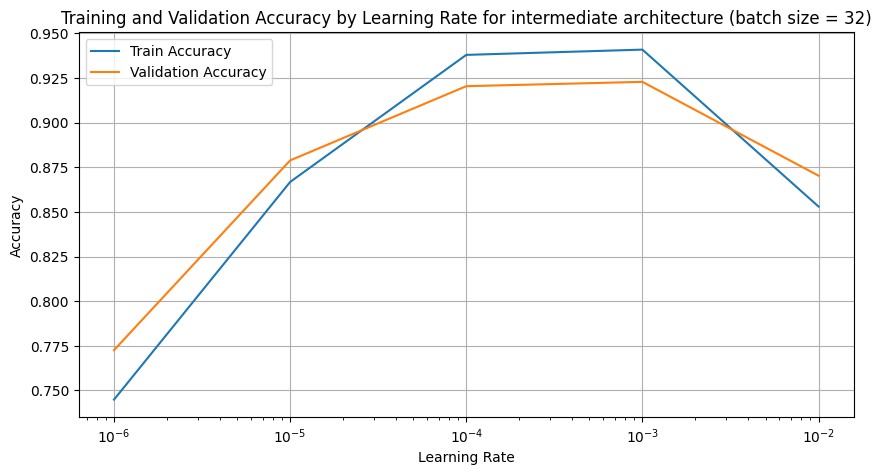 Training and Validation Accuracy by Learning Rate for intermediate architecture (batch size = 32)
Train Accuracy
Validation Accuracy
Accuracy
0.950
0.925
0.900
0.875
0.850
0.825
0.800
0.775
0.750
10⁻⁶ 10⁻⁵ 10⁻⁴ 10⁻³ 10⁻²
Learning Rate